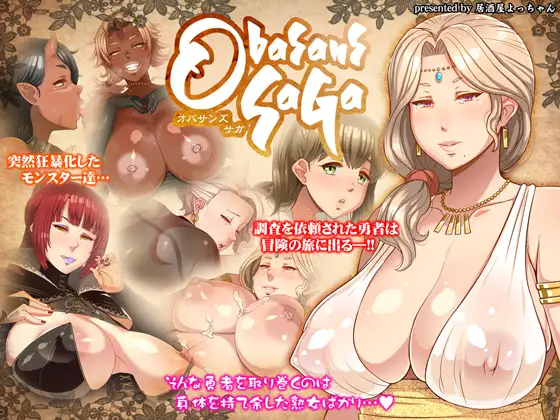 presented by 居酒屋よっちゃん
Obasans
SaGa
オバサンズ
サガ
突然狂暴化した
モンスター達…
調査を依頼された勇者は
冒険の旅に出る―!!
そんな勇者を取り巻くのは
身体を持て余した熟女ばかり…♥